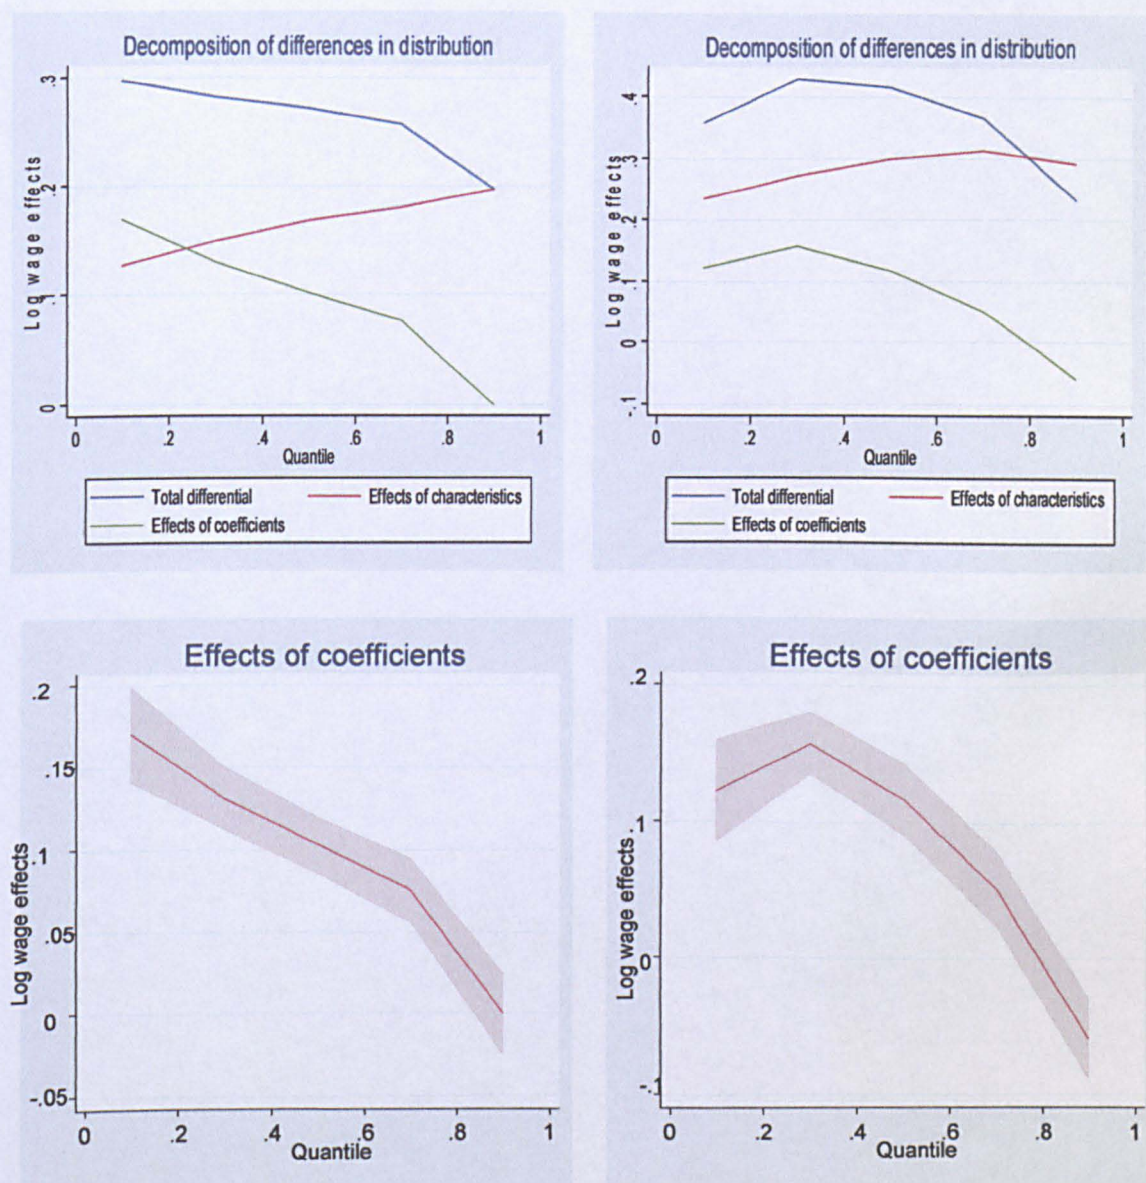 Decomposition of differences in distribution
Log wage effects
.3
.2
.1
0
0 .2 .4 .6 .8 1
Quantile
Total differential Effects of characteristics
Effects of coefficients
Decomposition of differences in distribution
Log wage effects
.4
.3
.2
.1
0
-.1
0 .2 .4 .6 .8 1
Quantile
Total differential Effects of characteristics
Effects of coefficients
Effects of coefficients
Log wage effects
.2
.15
.1
.05
0
-.05
0 .2 .4 .6 .8 1
Quantile
Effects of coefficients
Log wage effects
.2
.1
0
-.1
0 .2 .4 .6 .8 1
Quantile